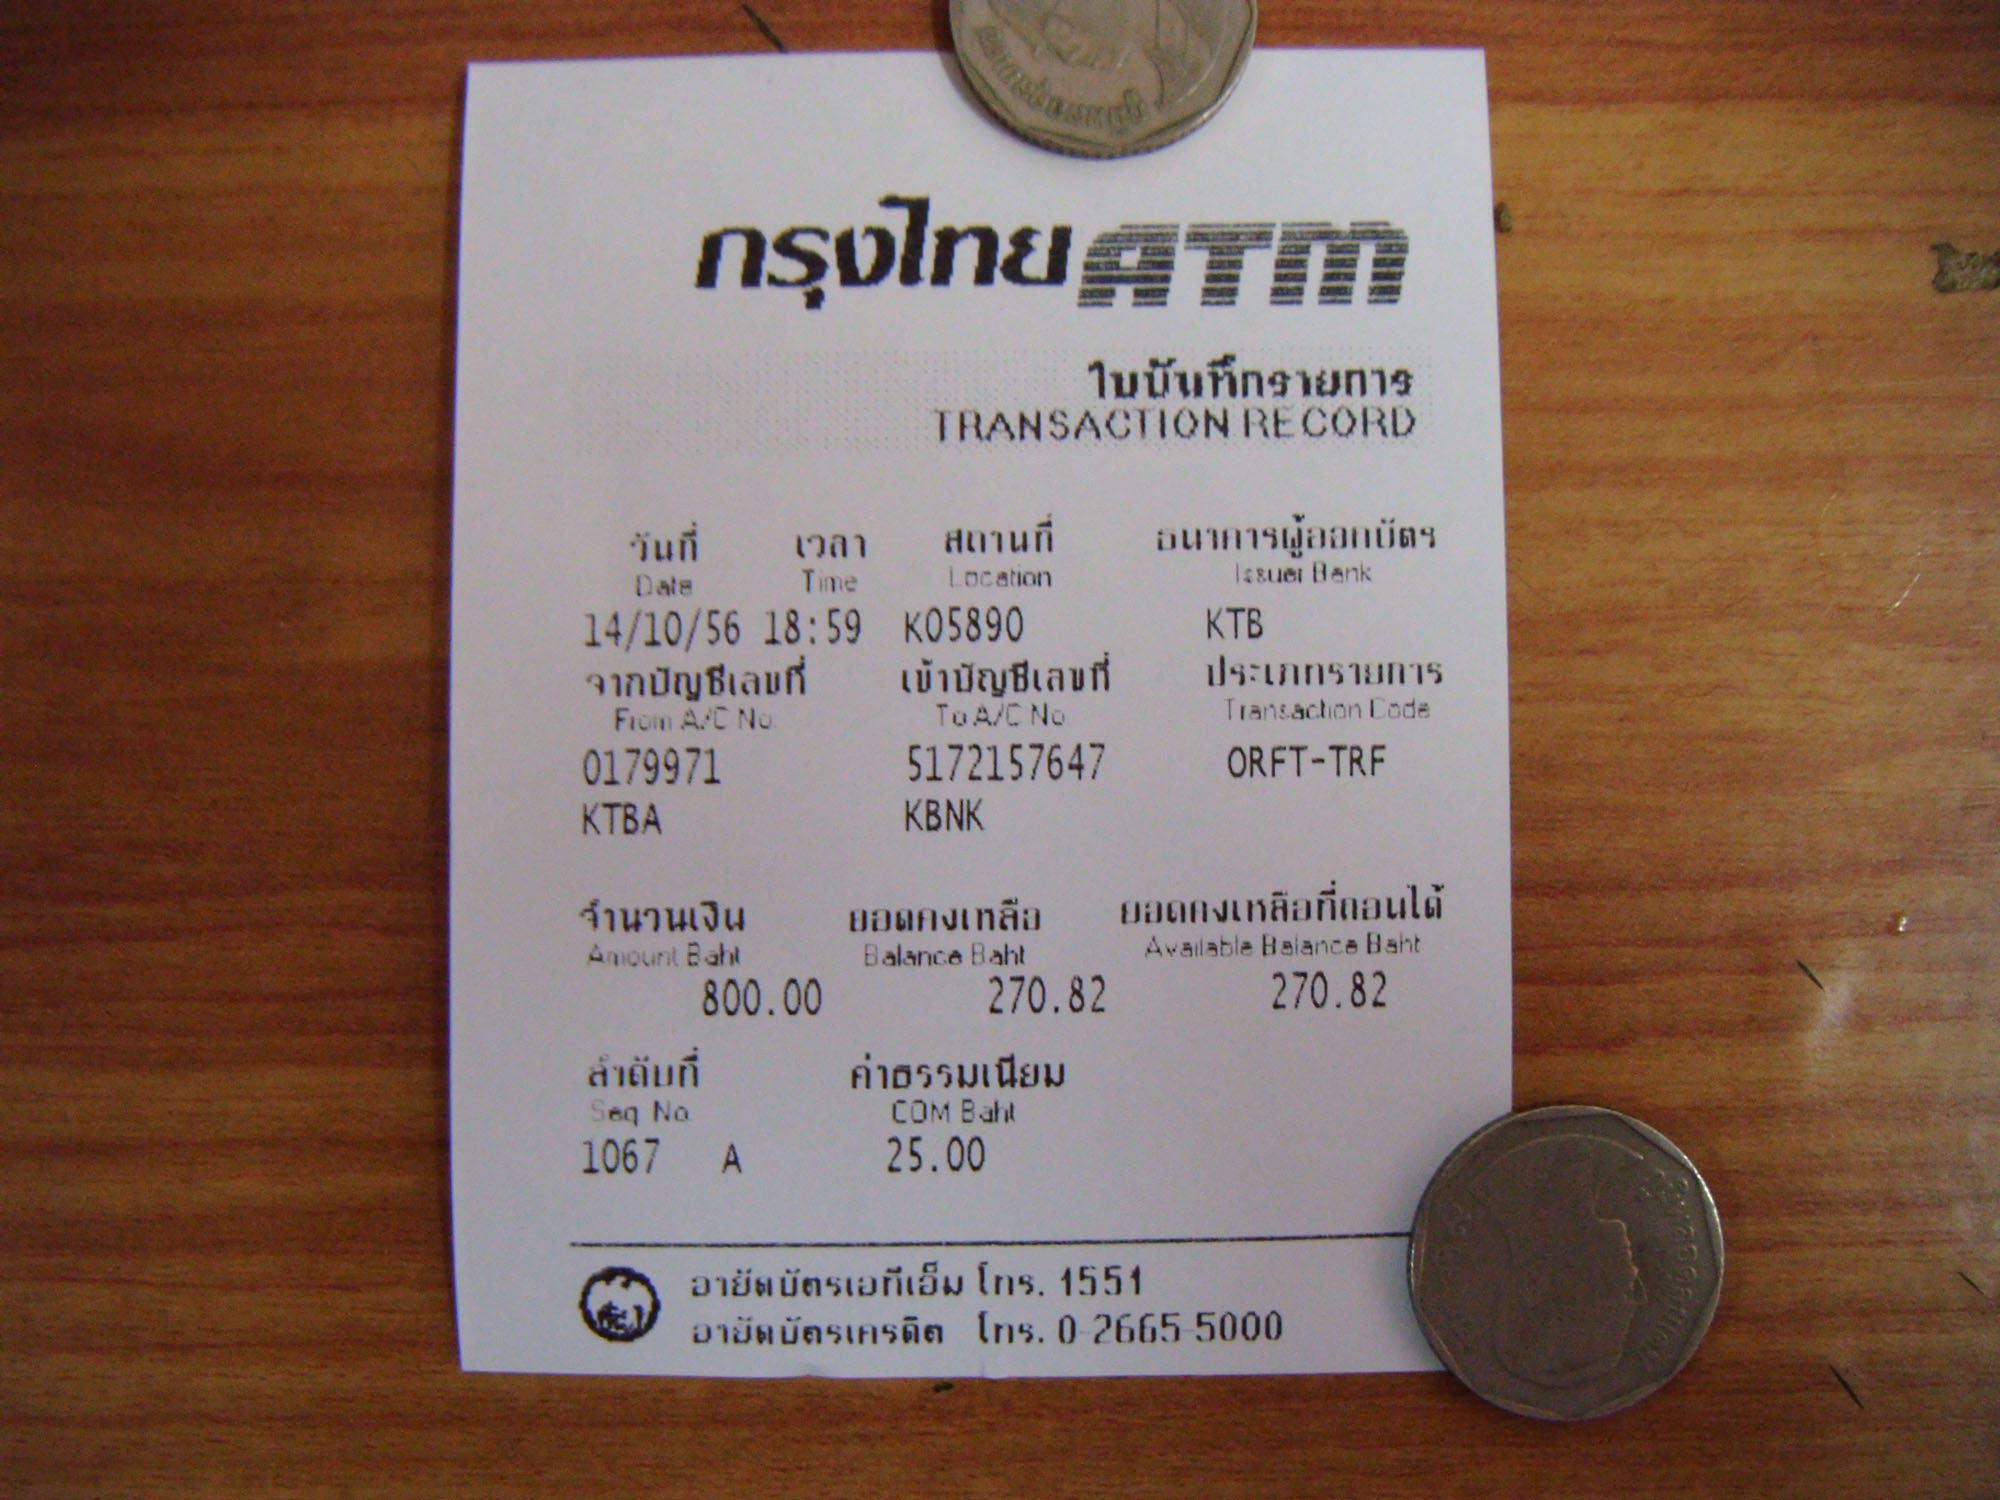 กรุงไทย ATM
ใบบันทึกรายการ
TRANSACTION RECORD
วันที่ เวลา สถานที่ ธนาคารผู้ออกบัตร
Date Time Location Issuer Bank
14/10/56 18:59 K05890 KTB
จากบัญชีเลขที่ เข้าบัญชีเลขที่ ประเภทรายการ
From A/C No. To A/C No Transaction Code
0179971 5172157647 ORFT-TRF
KTBA KBNK
จำนวนเงิน ยอดคงเหลือ ยอดคงเหลือที่ถอนได้
Amount Baht Balance Baht Available Balance Baht
800.00 270.82 270.82
ลำดับที่ ค่าธรรมเนียม
Seq No. COM Baht
1067 A 25.00
อายัดบัตรเอทีเอ็ม โทร. 1551
อายัดบัตรเครดิต โทร. 0-2665-5000